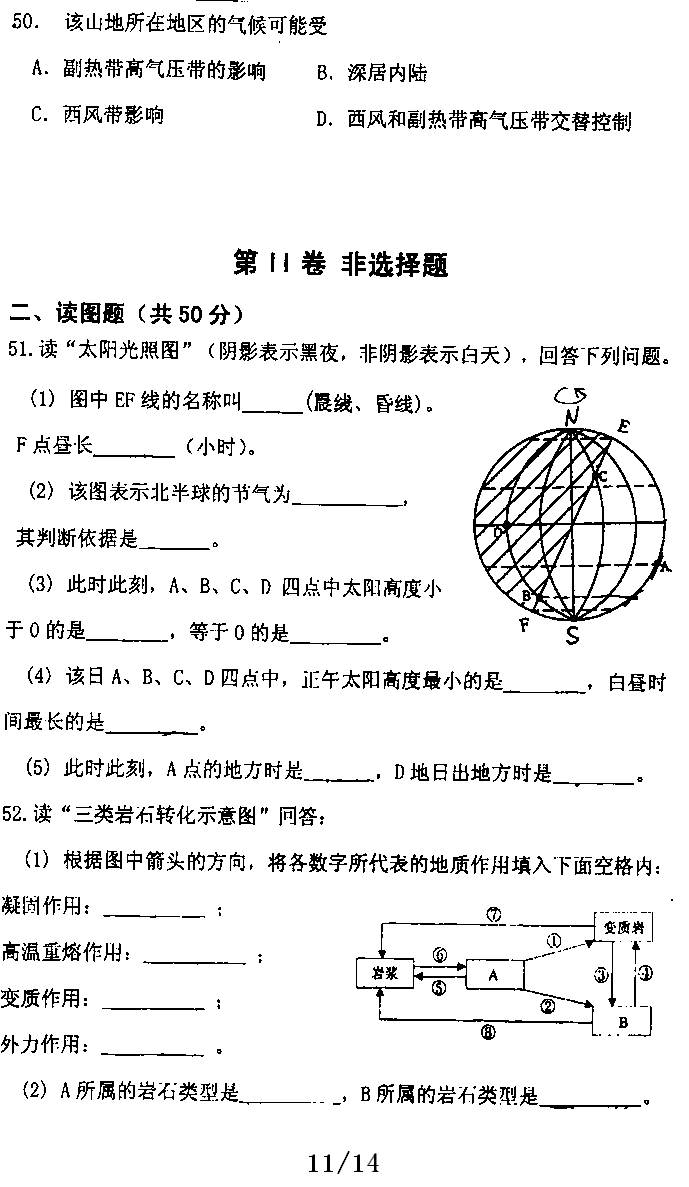 50. 该山地所在地区的气候可能受
A. 副热带高气压带的影响 B. 深居内陆
C. 西风带影响 D. 西风和副热带高气压带交替控制
第 II 卷 非选择题
二、读图题（共 50 分）
51. 读“太阳光照图”（阴影表示黑夜，非阴影表示白天），回答下列问题。
(1) 图中 EF 线的名称叫_____(晨线、昏线)。
F 点昼长_______（小时）。
(2) 该图表示北半球的节气为_________，
其判断依据是______。
(3) 此时此刻，A、B、C、D 四点中太阳高度小
于 0 的是_______，等于 0 的是________。
(4) 该日 A、B、C、D 四点中，正午太阳高度最小的是_______，白昼时
间最长的是________。
(5) 此时此刻，A 点的地方时是______，D 地日出地方时是_______。
N
E
C
D
A
B
F
S
52. 读“三类岩石转化示意图”回答：
(1) 根据图中箭头的方向，将各数字所代表的地质作用填入下面空格内：
凝固作用：_________；
高温重熔作用：_________；
变质作用：_________；
外力作用：_________。
⑦
变质岩
①
⑥
岩浆
A
③
⑤
②
B
⑧
(2) A 所属的岩石类型是_________，B 所属的岩石类型是_________。
11/14